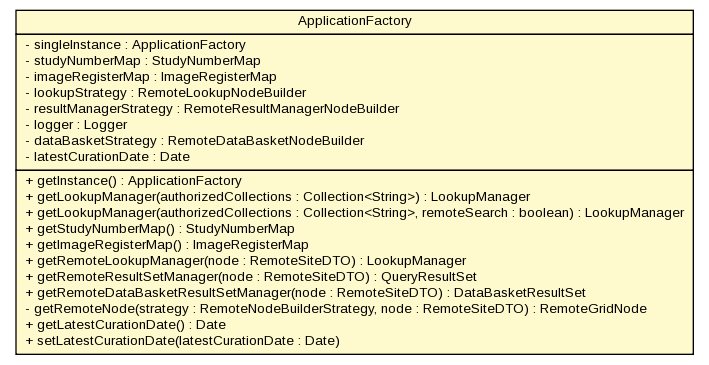 ApplicationFactory
- singleInstance : ApplicationFactory
- studyNumberMap : StudyNumberMap
- imageRegisterMap : ImageRegisterMap
- lookupStrategy : RemoteLookupNodeBuilder
- resultManagerStrategy : RemoteResultManagerNodeBuilder
- logger : Logger
- dataBasketStrategy : RemoteDataBasketNodeBuilder
- latestCurationDate : Date
+ getInstance() : ApplicationFactory
+ getLookupManager(authorizedCollections : Collection<String>) : LookupManager
+ getLookupManager(authorizedCollections : Collection<String>, remoteSearch : boolean) : LookupManager
+ getStudyNumberMap() : StudyNumberMap
+ getImageRegisterMap() : ImageRegisterMap
+ getRemoteLookupManager(node : RemoteSiteDTO) : LookupManager
+ getRemoteResultSetManager(node : RemoteSiteDTO) : QueryResultSet
+ getRemoteDataBasketResultSetManager(node : RemoteSiteDTO) : DataBasketResultSet
- getRemoteNode(strategy : RemoteNodeBuilderStrategy, node : RemoteSiteDTO) : RemoteGridNode
+ getLatestCurationDate() : Date
+ setLatestCurationDate(latestCurationDate : Date)